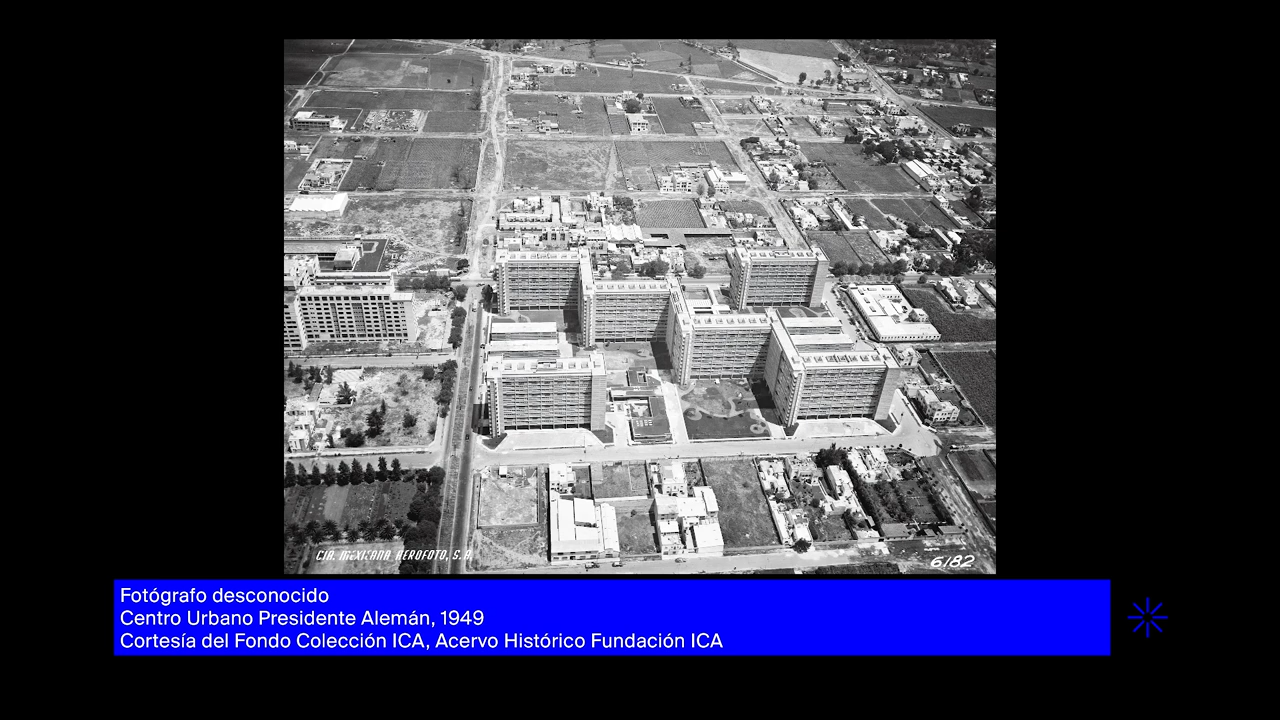 CIA. MEXICANA AEROFOTO, S.A.
6182
Fotógrafo desconocido
Centro Urbano Presidente Alemán, 1949
Cortesía del Fondo Colección ICA, Acervo Histórico Fundación ICA